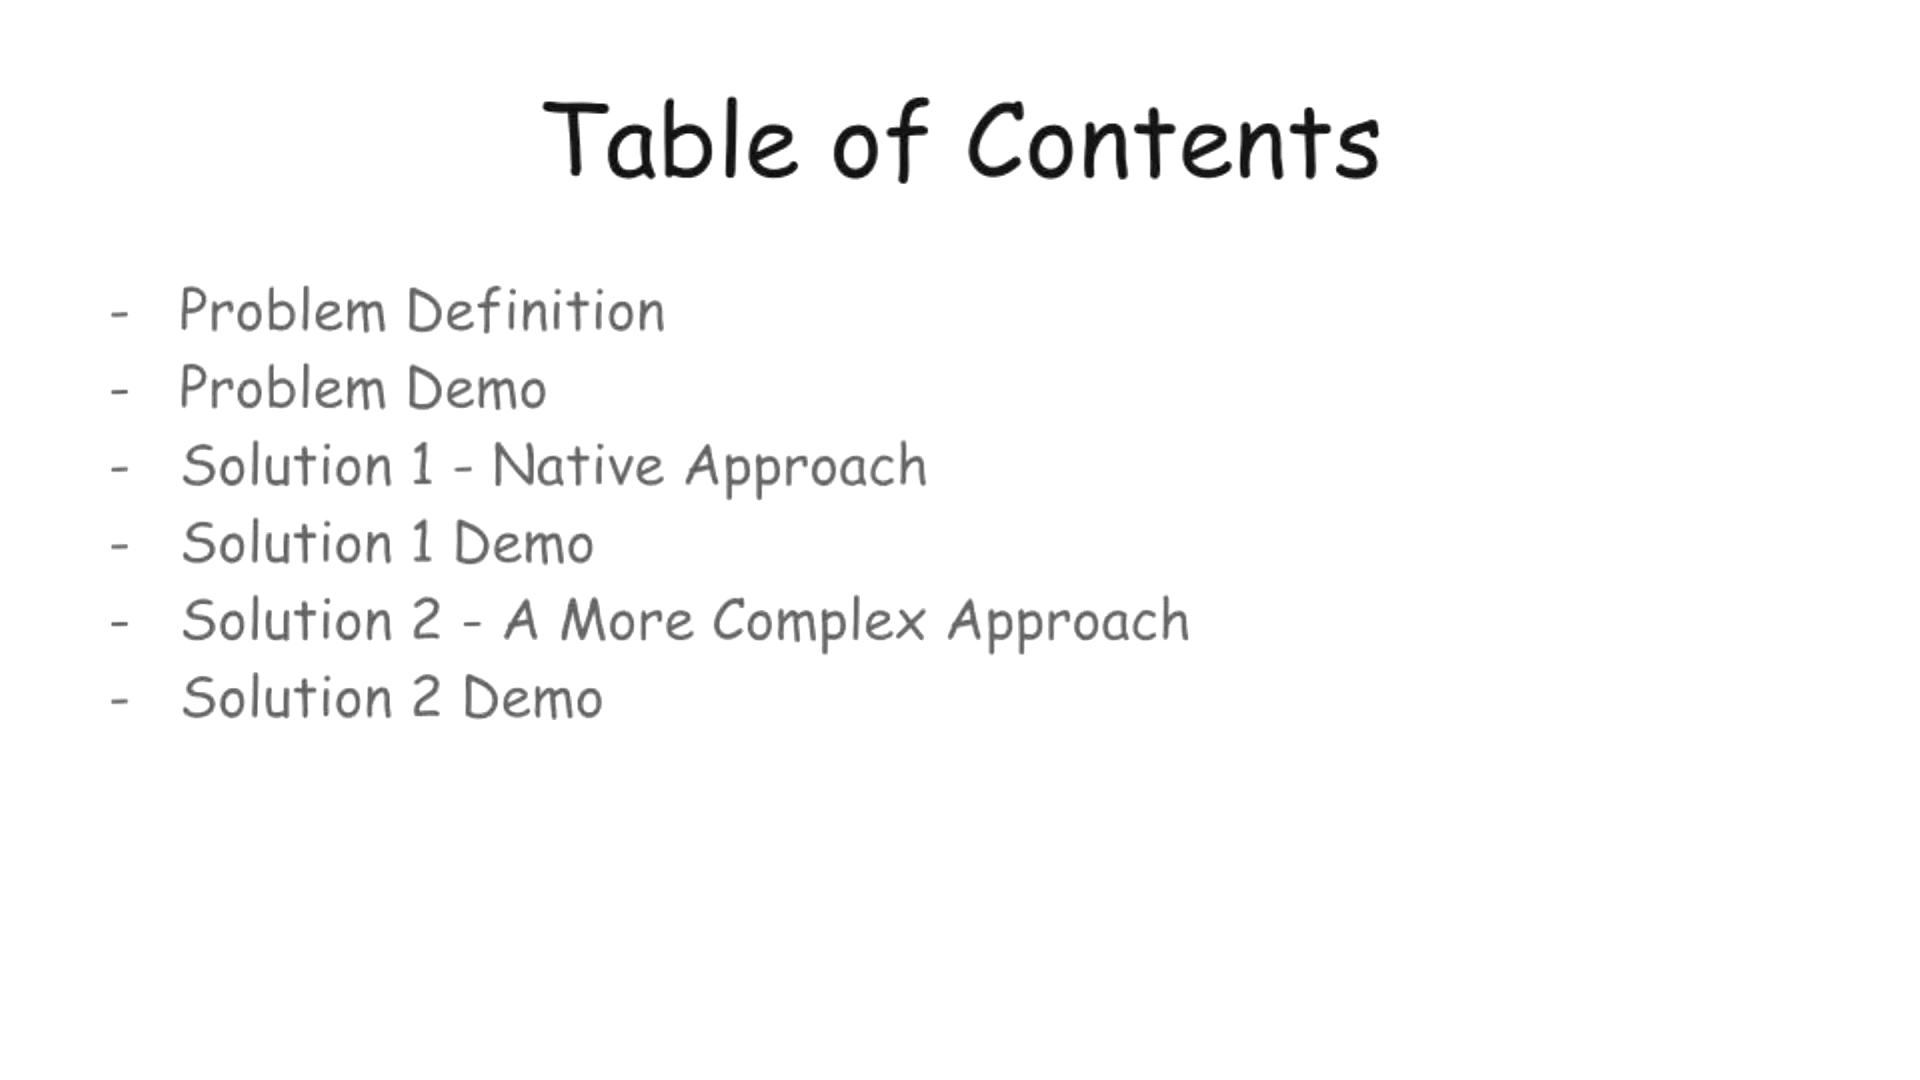 Table of Contents
- Problem Definition
- Problem Demo
- Solution 1 - Native Approach
- Solution 1 Demo
- Solution 2 - A More Complex Approach
- Solution 2 Demo